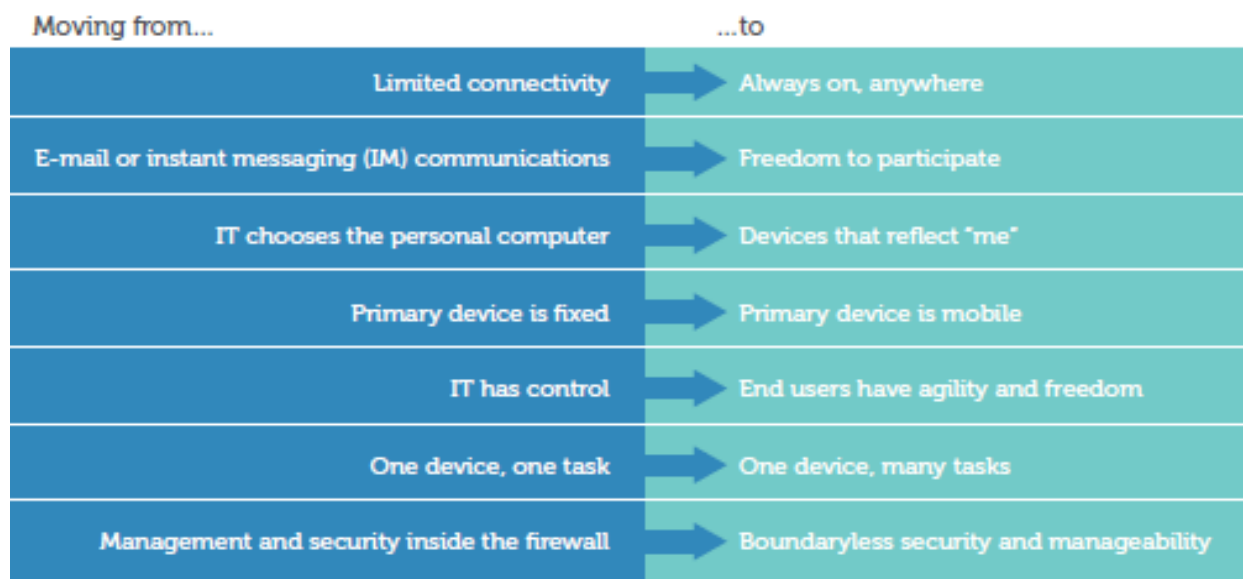 Moving from...
...to
Limited connectivity
Always on, anywhere
E-mail or instant messaging (IM) communications
Freedom to participate
IT chooses the personal computer
Devices that reflect “me”
Primary device is fixed
Primary device is mobile
IT has control
End users have agility and freedom
One device, one task
One device, many tasks
Management and security inside the firewall
Boundaryless security and manageability